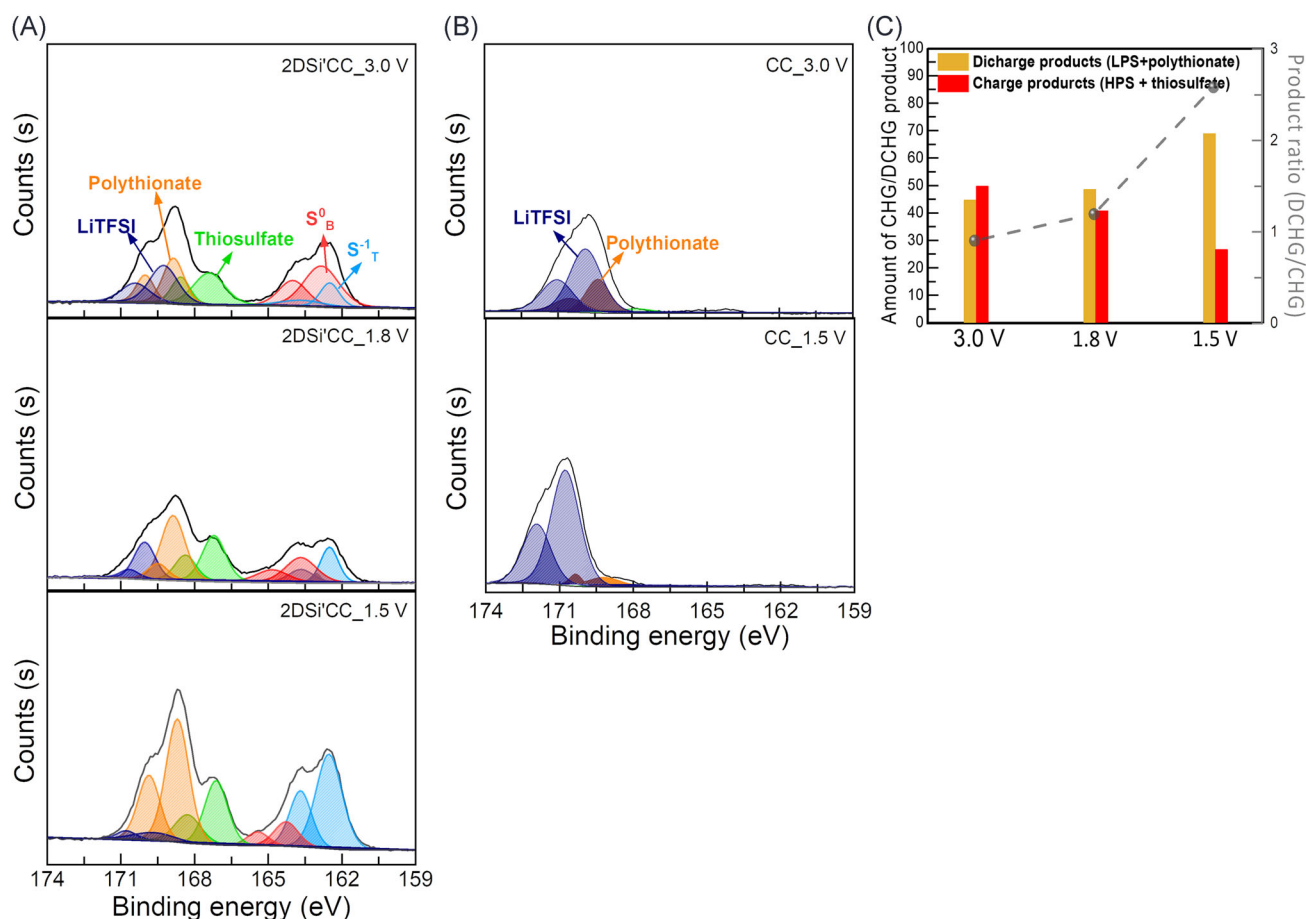 (A)
2DSi'CC_3.0 V
Counts (s)
Polythionate
LiTFSI
Thiosulfate
S⁰B
S⁻¹T
2DSi'CC_1.8 V
Counts (s)
2DSi'CC_1.5 V
Counts (s)
174 171 168 165 162 159
Binding energy (eV)
(B)
CC_3.0 V
Counts (s)
LiTFSI
Polythionate
CC_1.5 V
Counts (s)
174 171 168 165 162 159
Binding energy (eV)
(C)
Dicharge products (LPS+polythionate)
Charge produrcts (HPS + thiosulfate)
Amount of CHG/DCHG product
100
90
80
70
60
50
40
30
20
10
0
3.0 V 1.8 V 1.5 V
3
2
1
0
Product ratio (DCHG/CHG)